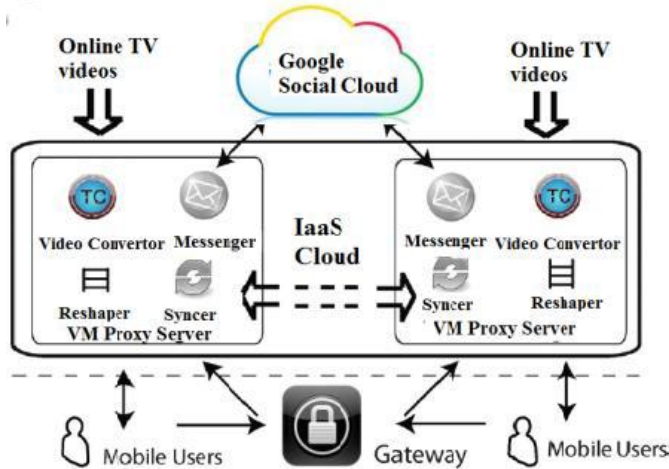 Online TV
videos
Google
Social Cloud
Online TV
videos
TC
Video Convertor
Messenger
Reshaper
Syncer
VM Proxy Server
IaaS
Cloud
TC
Messenger
Video Convertor
Syncer
Reshaper
VM Proxy Server
Mobile Users
Gateway
Mobile Users